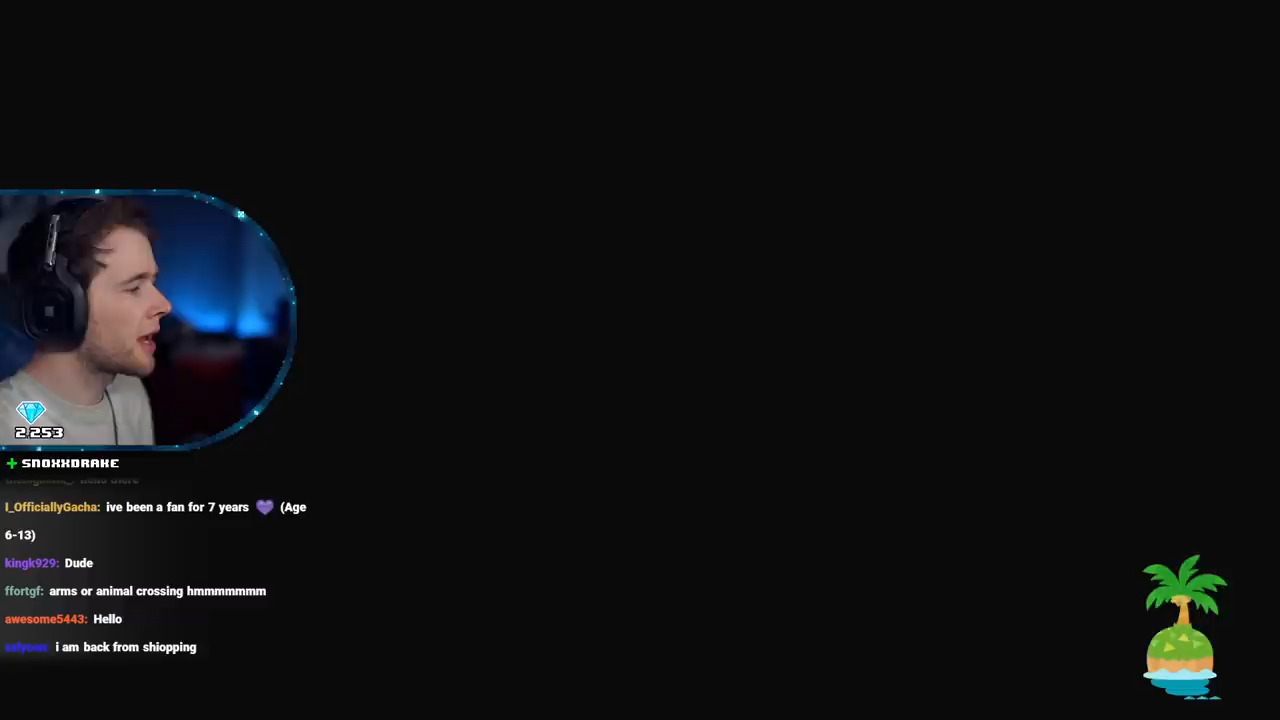 2,253
+ SNOXXDRAKE
I_OfficiallyGacha: ive been a fan for 7 years (Age
6-13)
kingk929: Dude
ffortgf: arms or animal crossing hmmmmmmm
awesome5443: Hello
i am back from shiopping